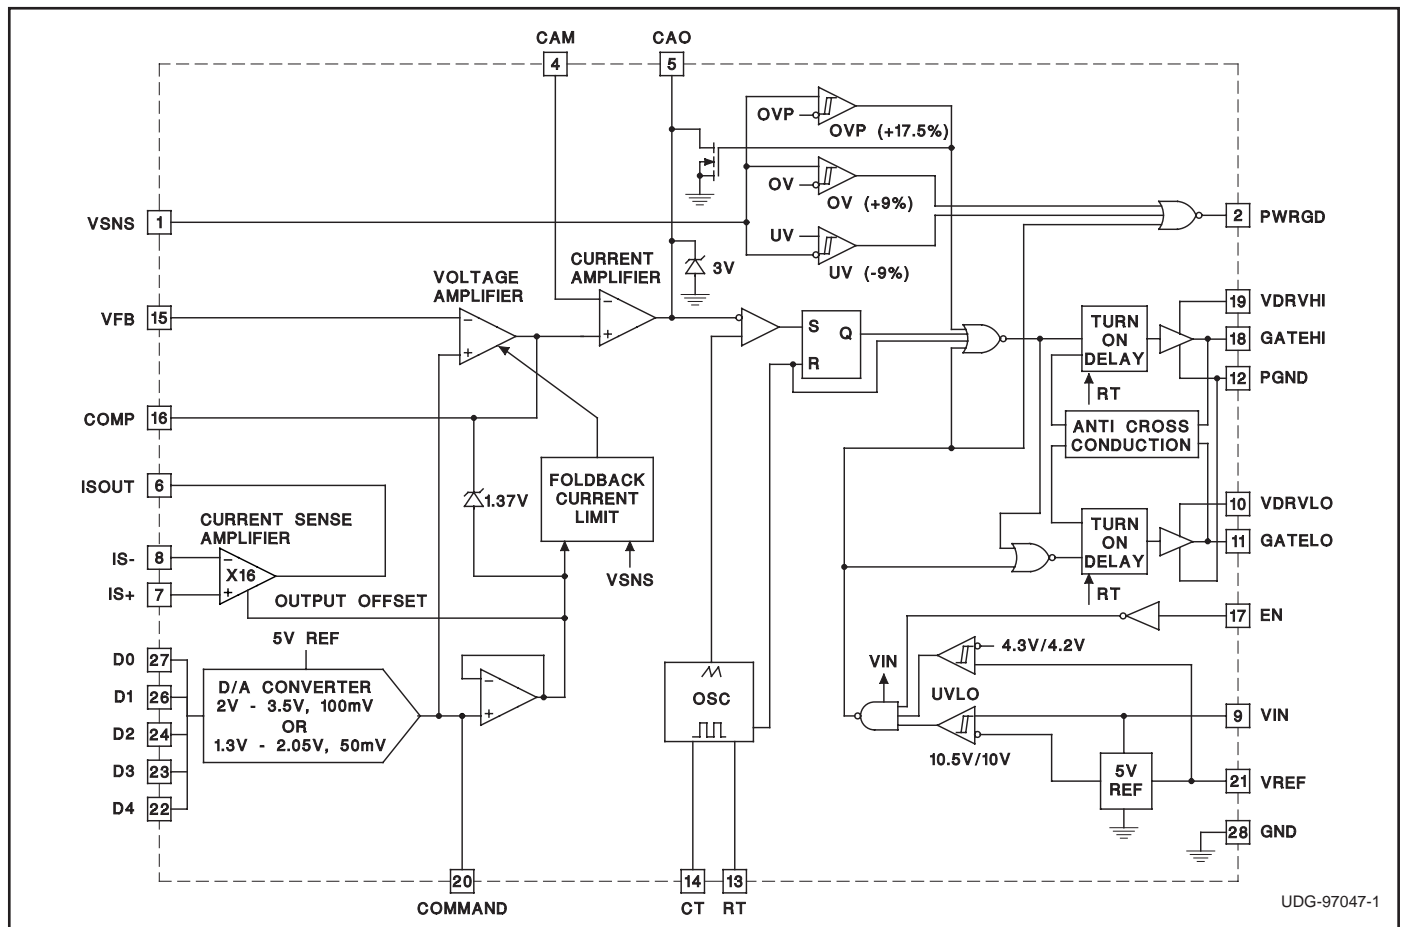 CAM
CAO
4
5
OVP
OVP (+17.5%)
OV
OV (+9%)
VSNS
1
2
PWRGD
UV
UV (-9%)
3V
CURRENT
AMPLIFIER
VOLTAGE
AMPLIFIER
−
+
VFB
15
−
+
S
Q
R
TURN
ON
DELAY
RT
19
VDRVHI
18
GATEHI
12
PGND
COMP
16
ANTI CROSS
CONDUCTION
FOLDBACK
CURRENT
LIMIT
VSNS
1.37V
ISOUT
6
CURRENT SENSE
AMPLIFIER
IS-
8
−
X16
+
IS+
7
OUTPUT OFFSET
TURN
ON
DELAY
RT
10
VDRVLO
11
GATELO
17
EN
5V REF
D0
27
D1
26
D2
24
D3
23
D4
22
D/A CONVERTER
2V - 3.5V, 100mV
OR
1.3V - 2.05V, 50mV
−
+
OSC
VIN
4.3V/4.2V
UVLO
10.5V/10V
9
VIN
5V
REF
21
VREF
28
GND
20
14
13
COMMAND
CT
RT
UDG-97047-1